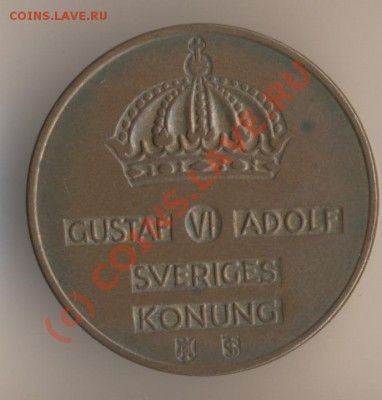 COINS.LAVE.RU
GUSTAF VI ADOLF
SVERIGES
KONUNG
S
(c) COINS.LAVE.RU